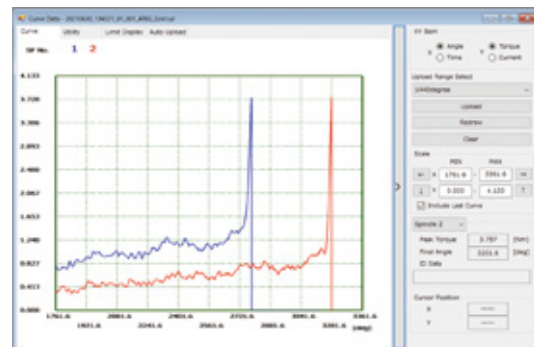 Curve Data -
Curve Utility Limit Display Auto Upload
SP No. 1 2
4.133
3.720
3.306
2.893
2.480
2.067
1.653
1.240
0.827
0.413
0.000
1761.6 2081.6 2401.6 2721.6 3041.6 3361.6
1921.6 2241.6 2561.6 2881.6 3201.6 (deg)
XY Item
X Angle Y Torque
Time Current
Upload Range Select
1440degree
Upload
Redraw
Clear
Scale
MIN MAX
X 1761.6 - 3361.6
Y 0.000 - 4.133
Include Last Curve
Spindle 2
Peak Torque 3.757 [Nm]
Final Angle 3201.6 [deg]
ID Data
Cursor Position
X
Y